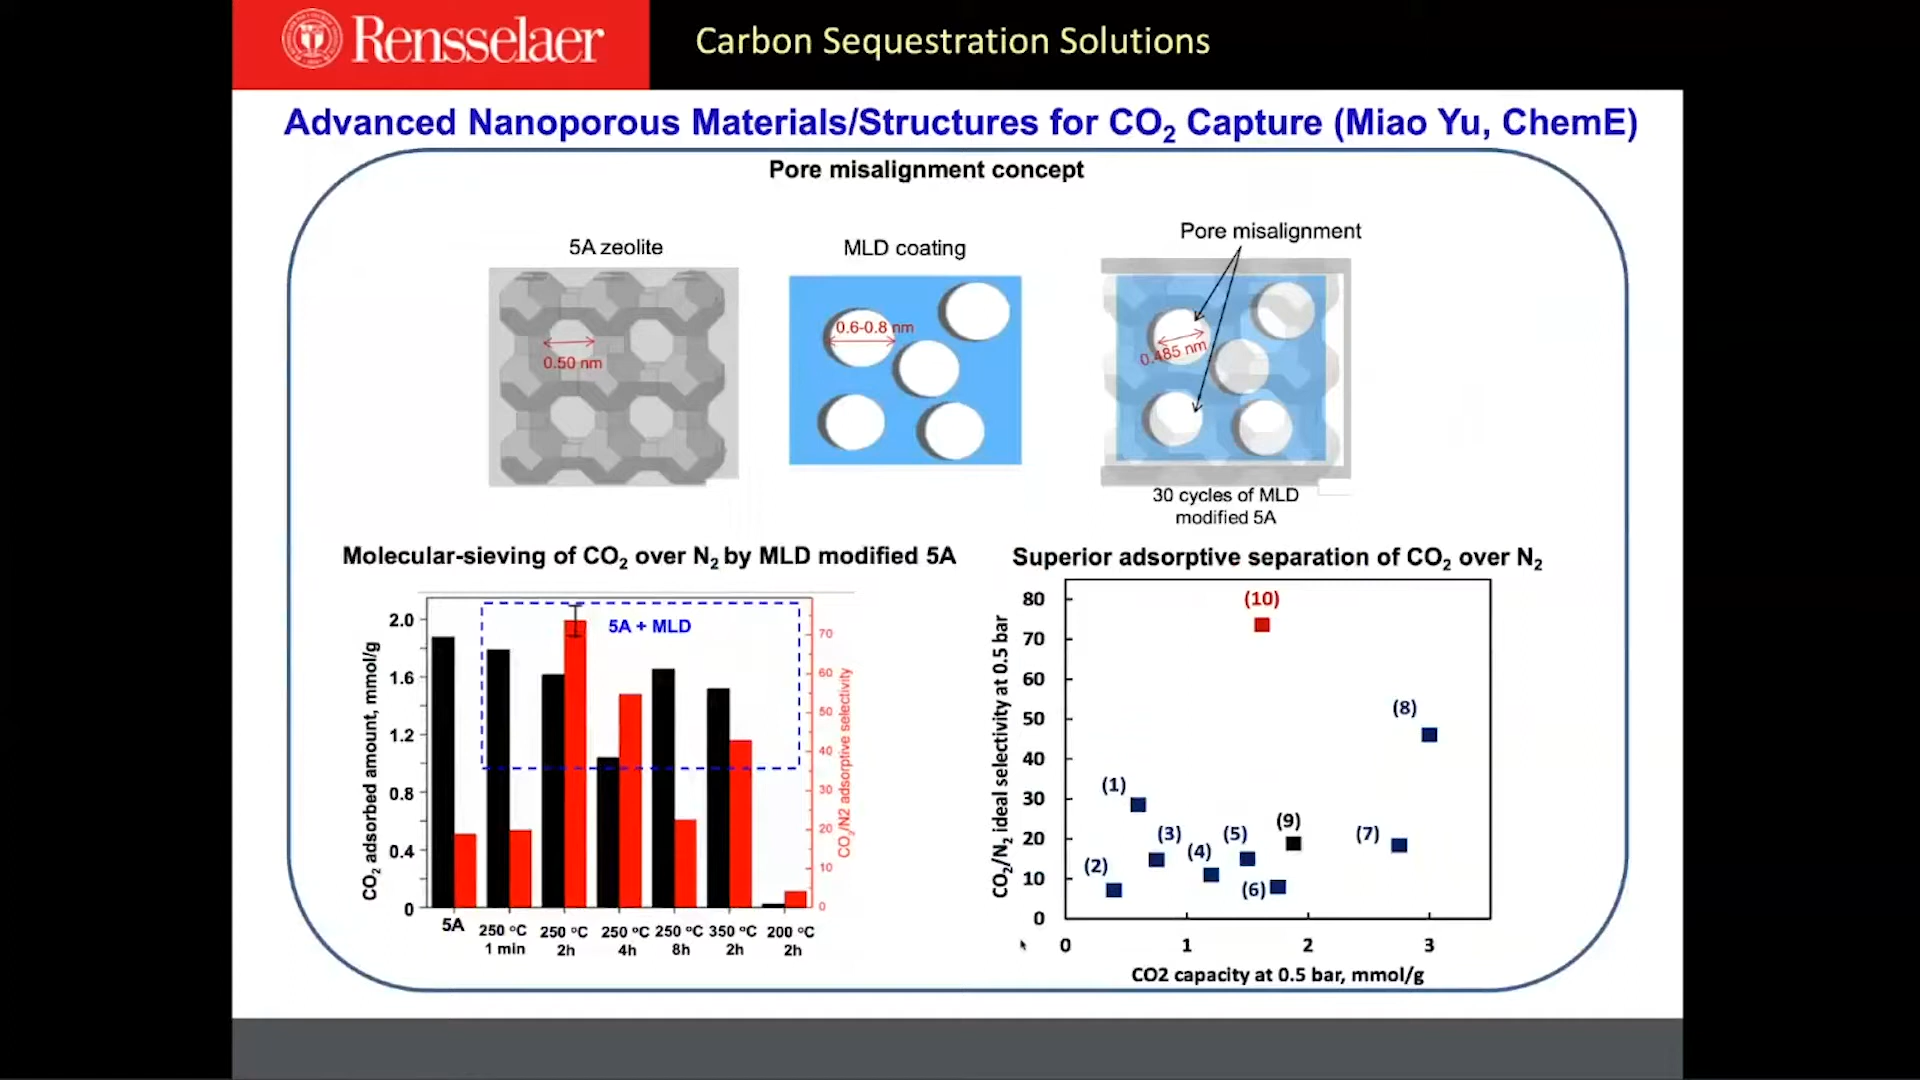 Rensselaer
Carbon Sequestration Solutions
Advanced Nanoporous Materials/Structures for CO₂ Capture (Miao Yu, ChemE)
Pore misalignment concept
5A zeolite
MLD coating
Pore misalignment
0.50 nm
0.6-0.8 nm
0.485 nm
30 cycles of MLD
modified 5A
Molecular-sieving of CO₂ over N₂ by MLD modified 5A
CO₂ adsorbed amount, mmol/g
2.0
1.6
1.2
0.8
0.4
0
5A + MLD
70
60
50
40
30
20
10
0
CO₂/N2 adsorptive selectivity
5A
250 °C
1 min
250 °C
2h
250 °C
4h
250 °C
8h
350 °C
2h
200 °C
2h
Superior adsorptive separation of CO₂ over N₂
CO₂/N₂ ideal selectivity at 0.5 bar
80
70
60
50
40
30
20
10
0
(10)
(8)
(1)
(9)
(3)
(5)
(7)
(4)
(2)
(6)
0
1
2
3
CO2 capacity at 0.5 bar, mmol/g